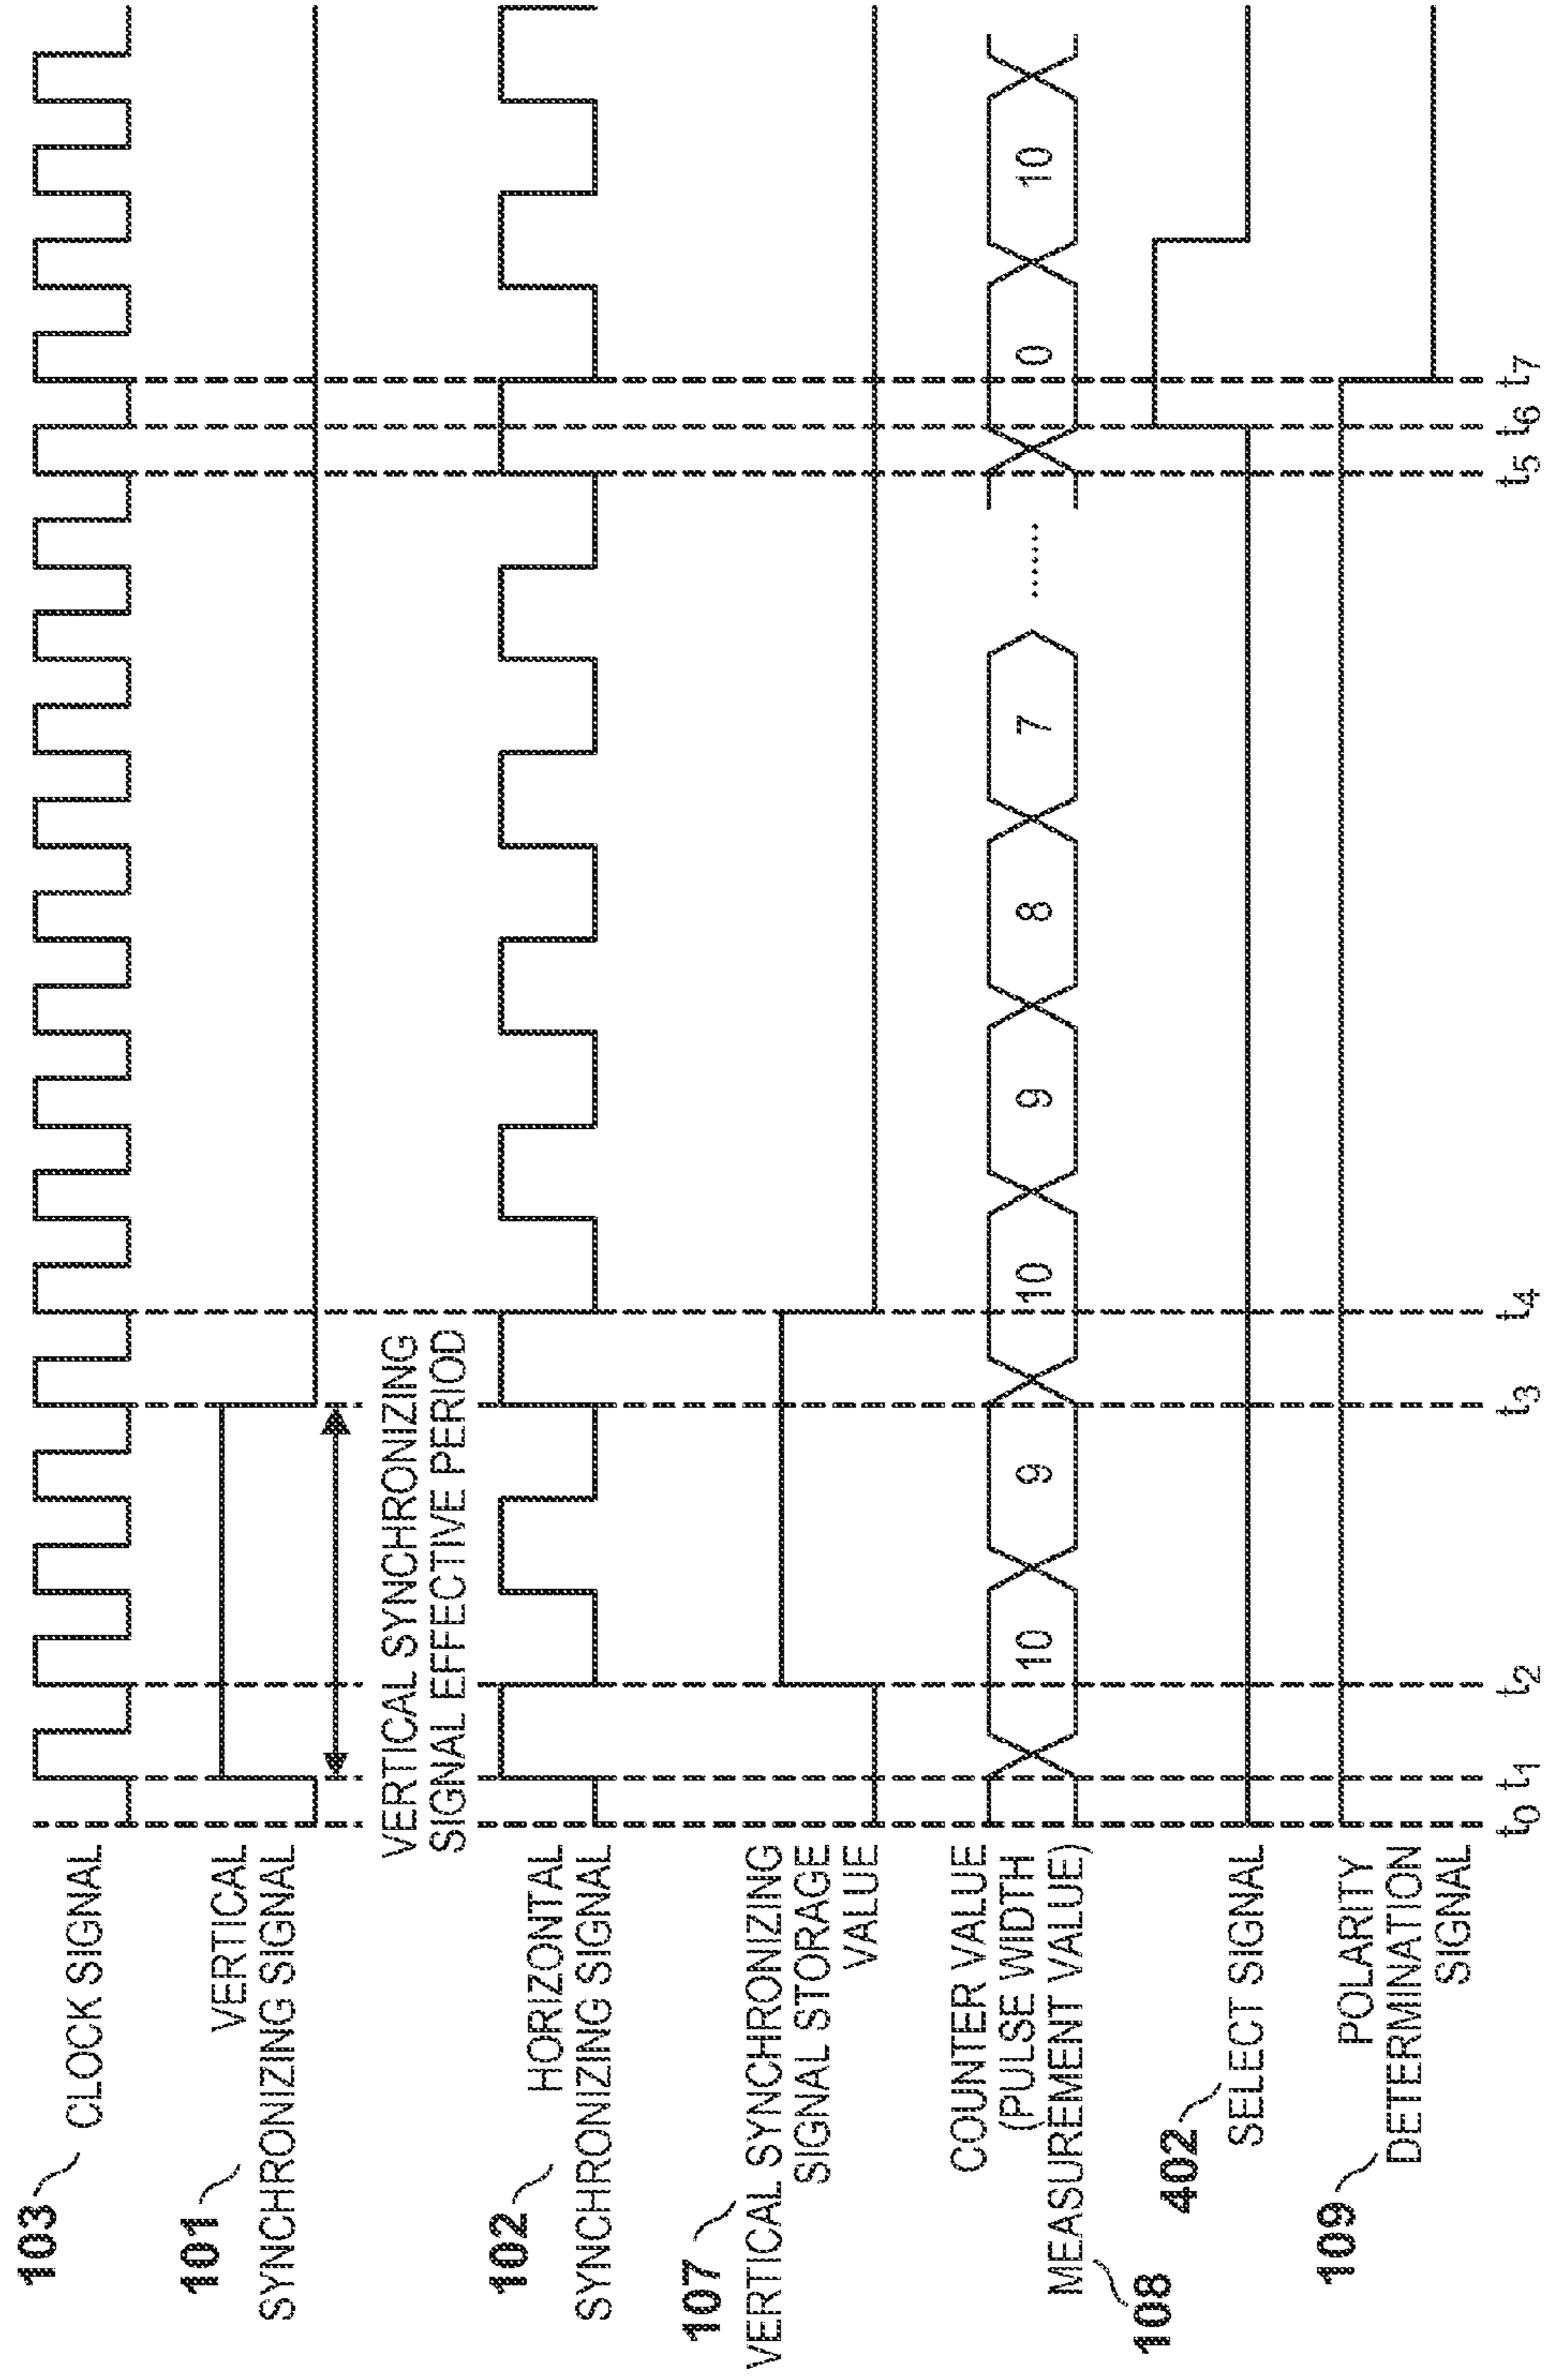 103
CLOCK SIGNAL
101
VERTICAL
SYNCHRONIZING SIGNAL
VERTICAL SYNCHRONIZING
SIGNAL EFFECTIVE PERIOD
102
HORIZONTAL
SYNCHRONIZING SIGNAL
107
VERTICAL SYNCHRONIZING
SIGNAL STORAGE
VALUE
COUNTER VALUE
(PULSE WIDTH
MEASUREMENT VALUE)
108
10 9 10 9 8 7 ...... 0 10
402
SELECT SIGNAL
109
POLARITY
DETERMINATION
SIGNAL
t0 t1 t2 t3 t4 t5 t6 t7